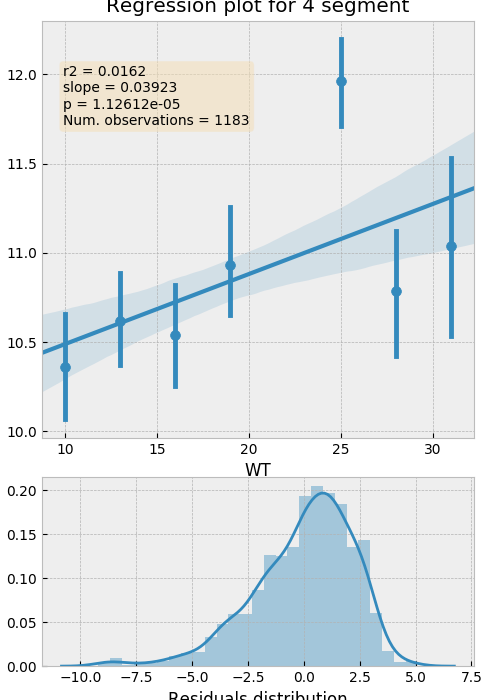 Regression plot for 4 segment
12.0
11.5
11.0
10.5
10.0
r2 = 0.0162
slope = 0.03923
p = 1.12612e-05
Num. observations = 1183
10 15 20 25 30
WT
0.20
0.15
0.10
0.05
0.00
−10.0 −7.5 −5.0 −2.5 0.0 2.5 5.0 7.5
Residuals distribution